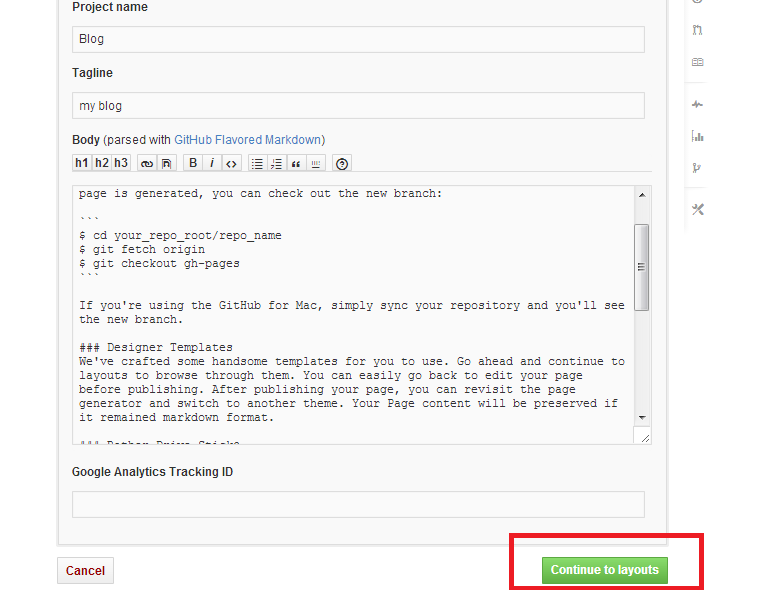 Project name
Blog
Tagline
my blog
Body (parsed with GitHub Flavored Markdown)
h1 h2 h3 B i <> “ ?
page is generated, you can check out the new branch:
```
$ cd your_repo_root/repo_name
$ git fetch origin
$ git checkout gh-pages
```
If you're using the GitHub for Mac, simply sync your repository and you'll see
the new branch.
### Designer Templates
We've crafted some handsome templates for you to use. Go ahead and continue to
layouts to browse through them. You can easily go back to edit your page
before publishing. After publishing your page, you can revisit the page
generator and switch to another theme. Your Page content will be preserved if
it remained markdown format.
Google Analytics Tracking ID
Cancel
Continue to layouts